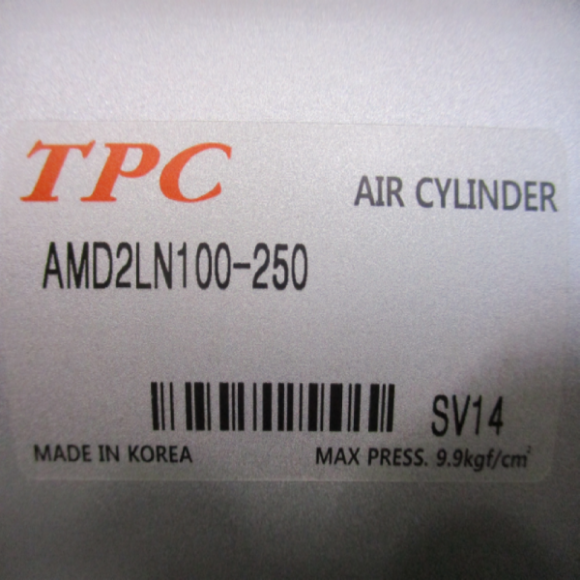 TPC
AIR CYLINDER
AMD2LN100-250
SV14
MADE IN KOREA
MAX PRESS. 9.9kgf/cm²